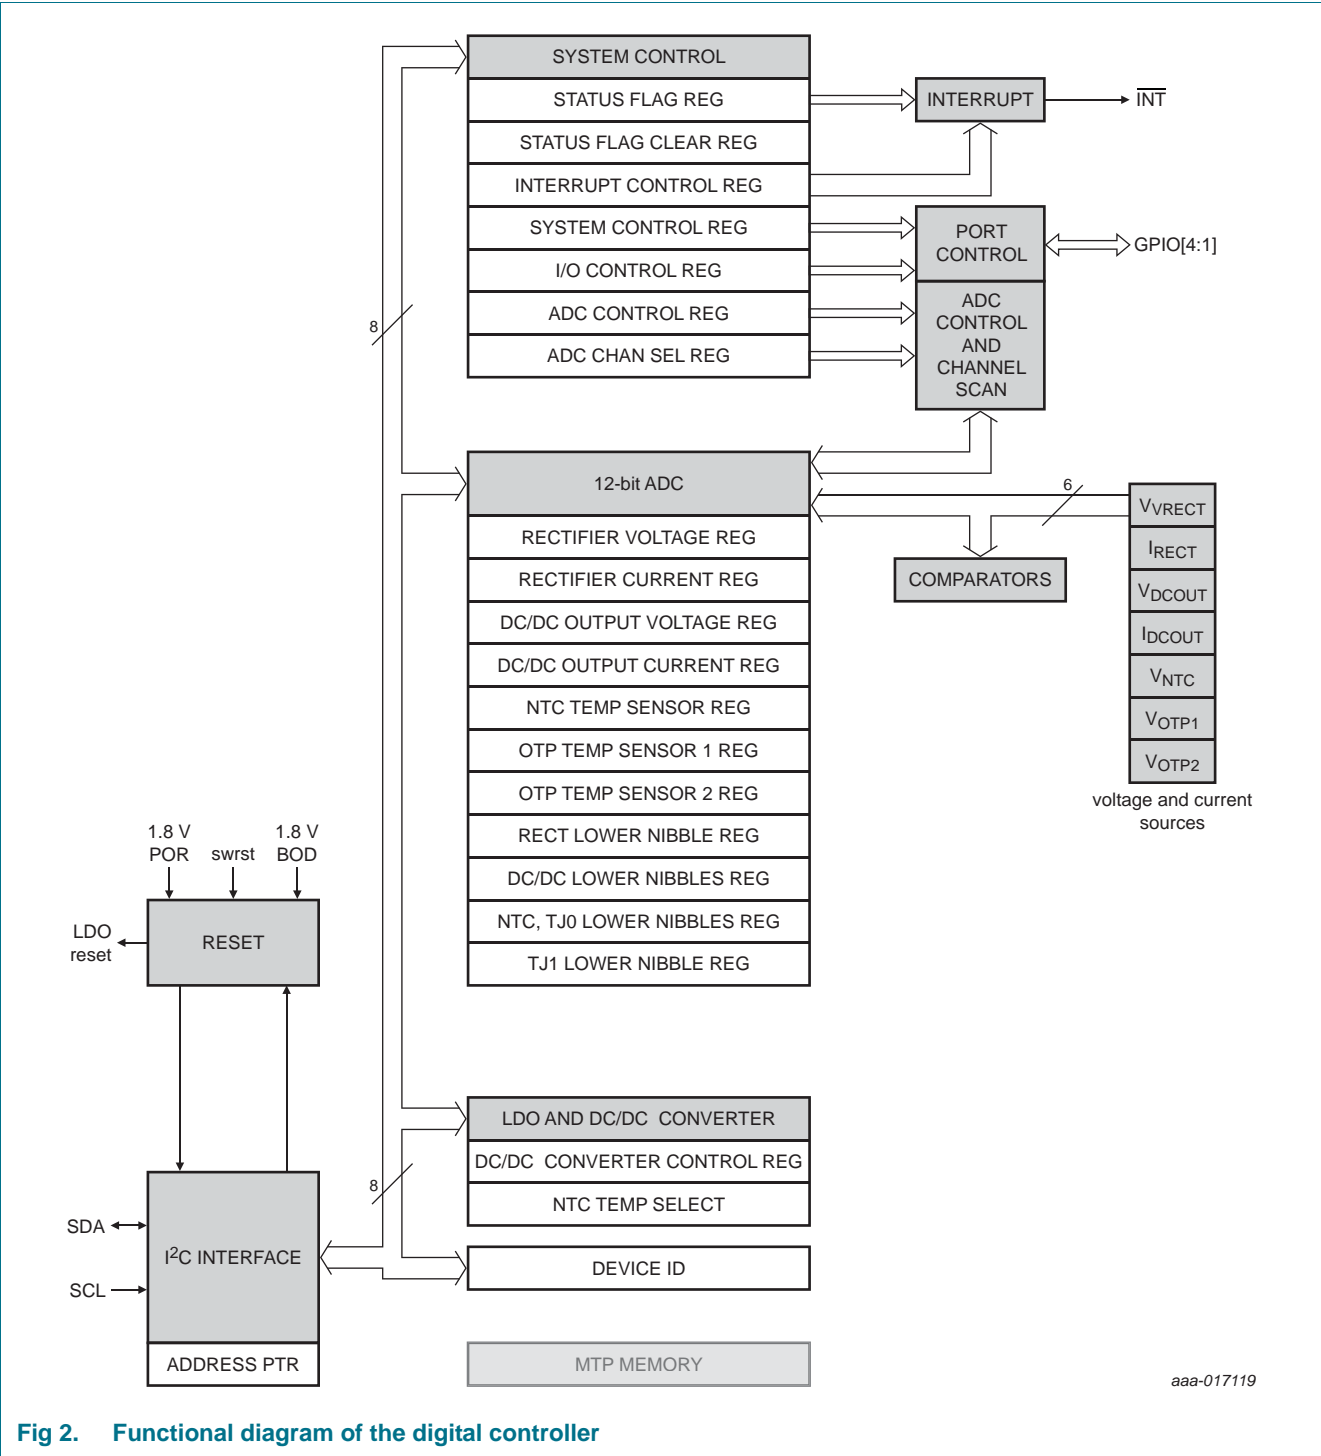 SYSTEM CONTROL
STATUS FLAG REG
STATUS FLAG CLEAR REG
INTERRUPT CONTROL REG
SYSTEM CONTROL REG
I/O CONTROL REG
ADC CONTROL REG
ADC CHAN SEL REG
INTERRUPT
INT
PORT
CONTROL
GPIO[4:1]
ADC
CONTROL
AND
CHANNEL
SCAN
8
12-bit ADC
RECTIFIER VOLTAGE REG
RECTIFIER CURRENT REG
DC/DC OUTPUT VOLTAGE REG
DC/DC OUTPUT CURRENT REG
NTC TEMP SENSOR REG
OTP TEMP SENSOR 1 REG
OTP TEMP SENSOR 2 REG
RECT LOWER NIBBLE REG
DC/DC LOWER NIBBLES REG
NTC, TJ0 LOWER NIBBLES REG
TJ1 LOWER NIBBLE REG
6
COMPARATORS
VVRECT
IRECT
VDCOUT
IDCOUT
VNTC
VOTP1
VOTP2
voltage and current
sources
1.8 V
POR
swrst
1.8 V
BOD
LDO
reset
RESET
LDO AND DC/DC CONVERTER
DC/DC CONVERTER CONTROL REG
NTC TEMP SELECT
8
DEVICE ID
SDA
SCL
I2C INTERFACE
ADDRESS PTR
MTP MEMORY
aaa-017119
Fig 2. Functional diagram of the digital controller